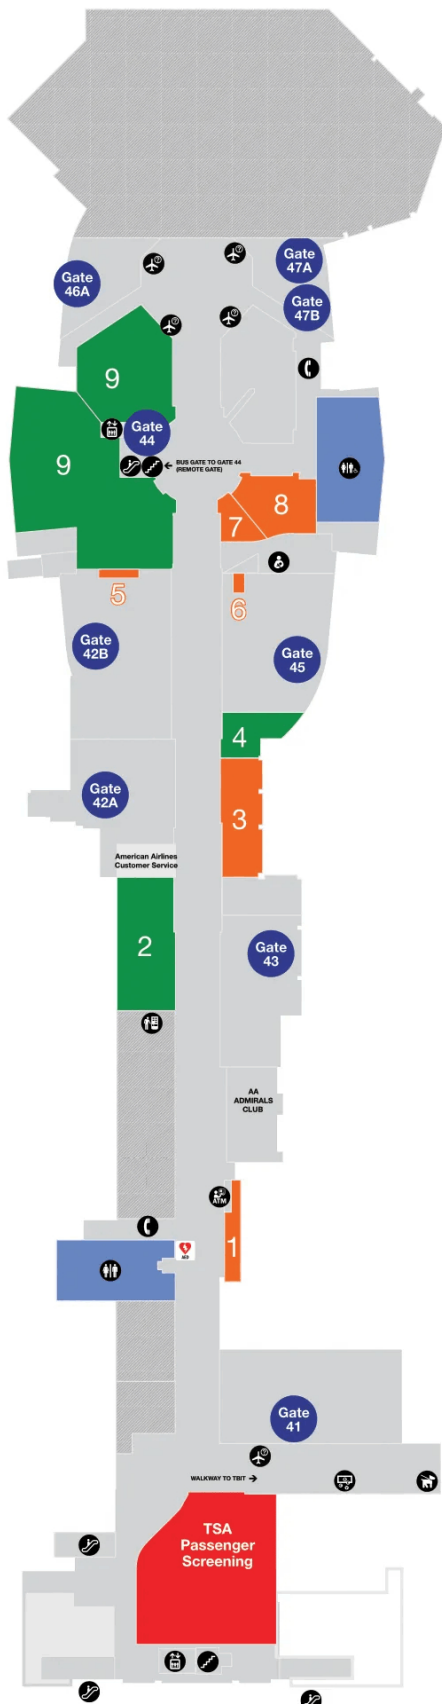 Gate
47A
Gate
46A
Gate
47B
9
Gate
44
9
BUS GATE TO GATE 44
(REMOTE GATE)
8
7
5
6
Gate
42B
Gate
45
4
Gate
42A
3
American Airlines
Customer Service
2
Gate
43
AA
ADMIRALS
CLUB
ATM
1
AED
Gate
41
WALKWAY TO TBIT
TSA
Passenger
Screening